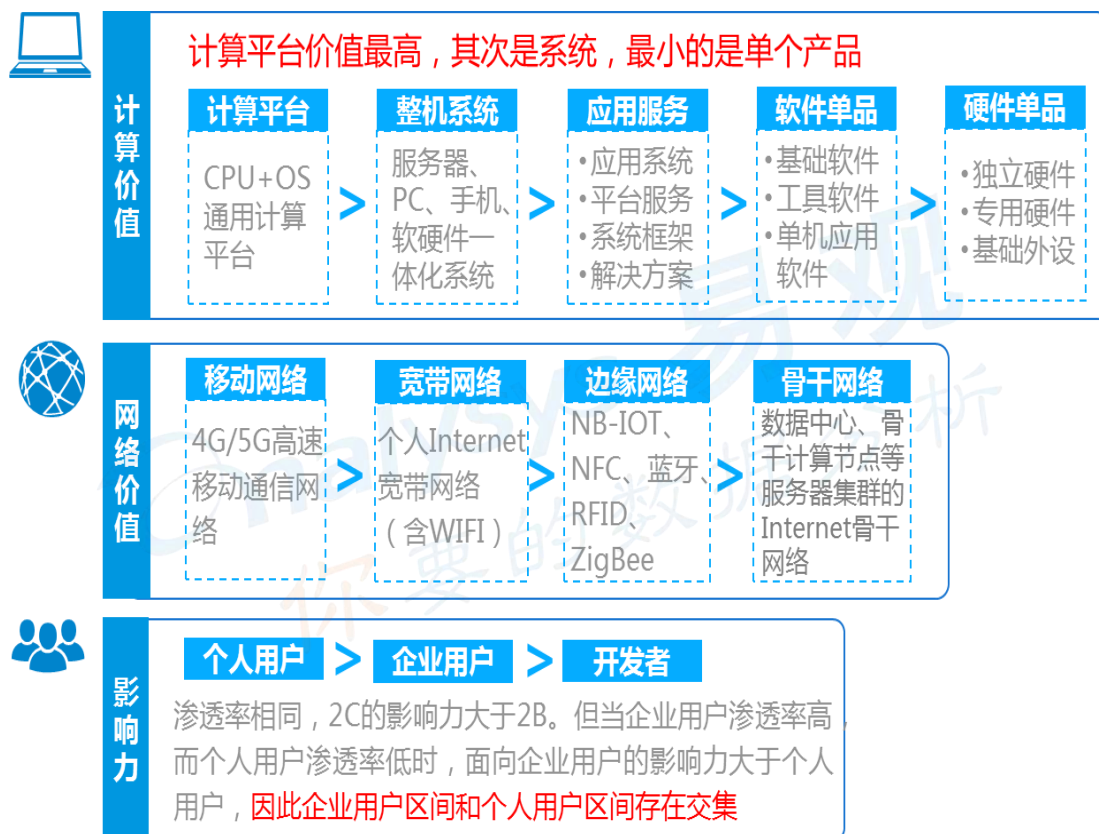 计算价值
计算平台价值最高，其次是系统，最小的是单个产品
计算平台
CPU+OS
通用计算
平台
>
整机系统
服务器、
PC、手机、
软硬件一
体化系统
>
应用服务
•应用系统
•平台服务
•系统框架
•解决方案
>
软件单品
•基础软件
•工具软件
•单机应用
软件
>
硬件单品
•独立硬件
•专用硬件
•基础外设
网络价值
移动网络
4G/5G高速
移动通信网
络
>
宽带网络
个人Internet
宽带网络
（含WIFI）
>
边缘网络
NB-IOT、
NFC、蓝牙、
RFID、
ZigBee
>
骨干网络
数据中心、骨
干计算节点等
服务器集群的
Internet骨干
网络
影响力
个人用户 > 企业用户 > 开发者
渗透率相同，2C的影响力大于2B。但当企业用户渗透率高，
而个人用户渗透率低时，面向企业用户的影响力大于个人
用户，因此企业用户区间和个人用户区间存在交集
nalysys 易观
你要的数据分析